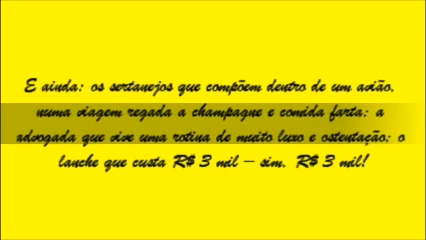 E ainda: os sertanejos que compõem dentro de um avião,
numa viagem regada a champagne e comida farta; a
advogada que vive uma rotina de muito luxo e ostentação; o
lanche que custa R$ 3 mil – sim, R$ 3 mil!